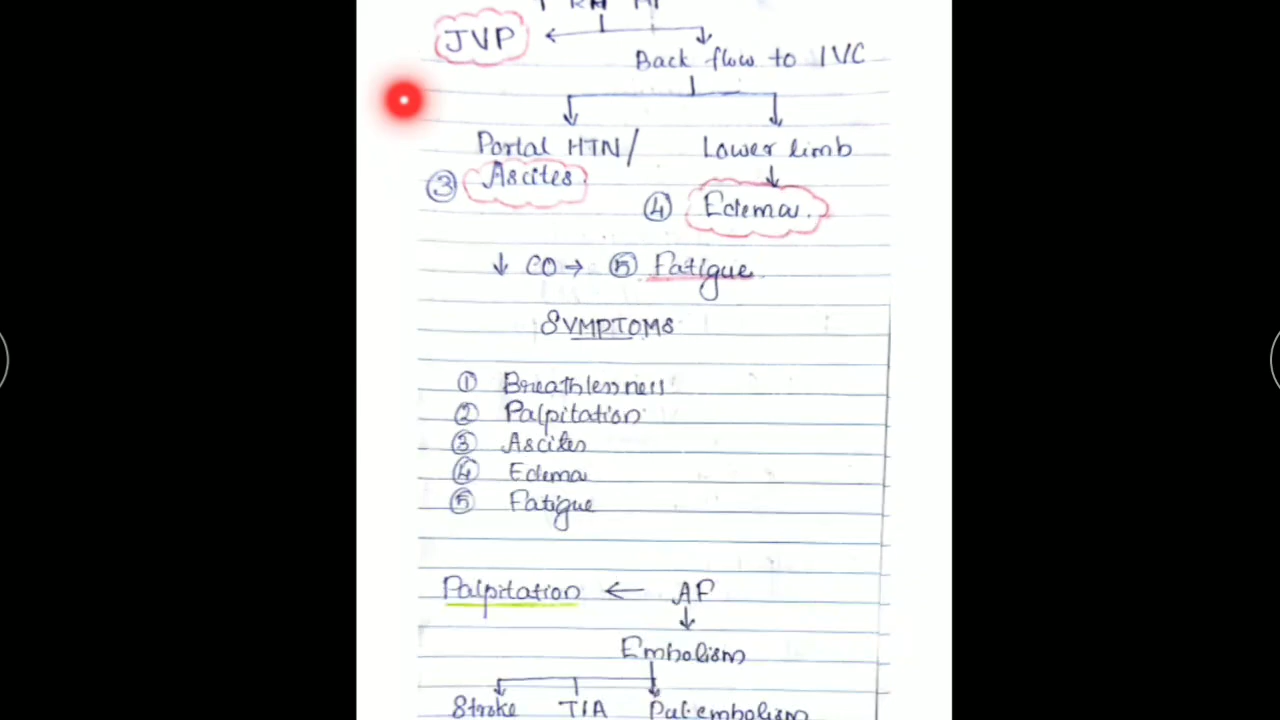 JVP ← ↓
Back flow to IVC
Portal HTN/ Lower limb
③ Ascites. ↓
④ Edema.
↓ CO → ⑤ Fatigue
SYMPTOMS
① Breathlessness
② Palpitation
③ Ascites
④ Edema
⑤ Fatigue
Palpitation ← AF
↓
Embolism
Stroke TIA Pul. embolism